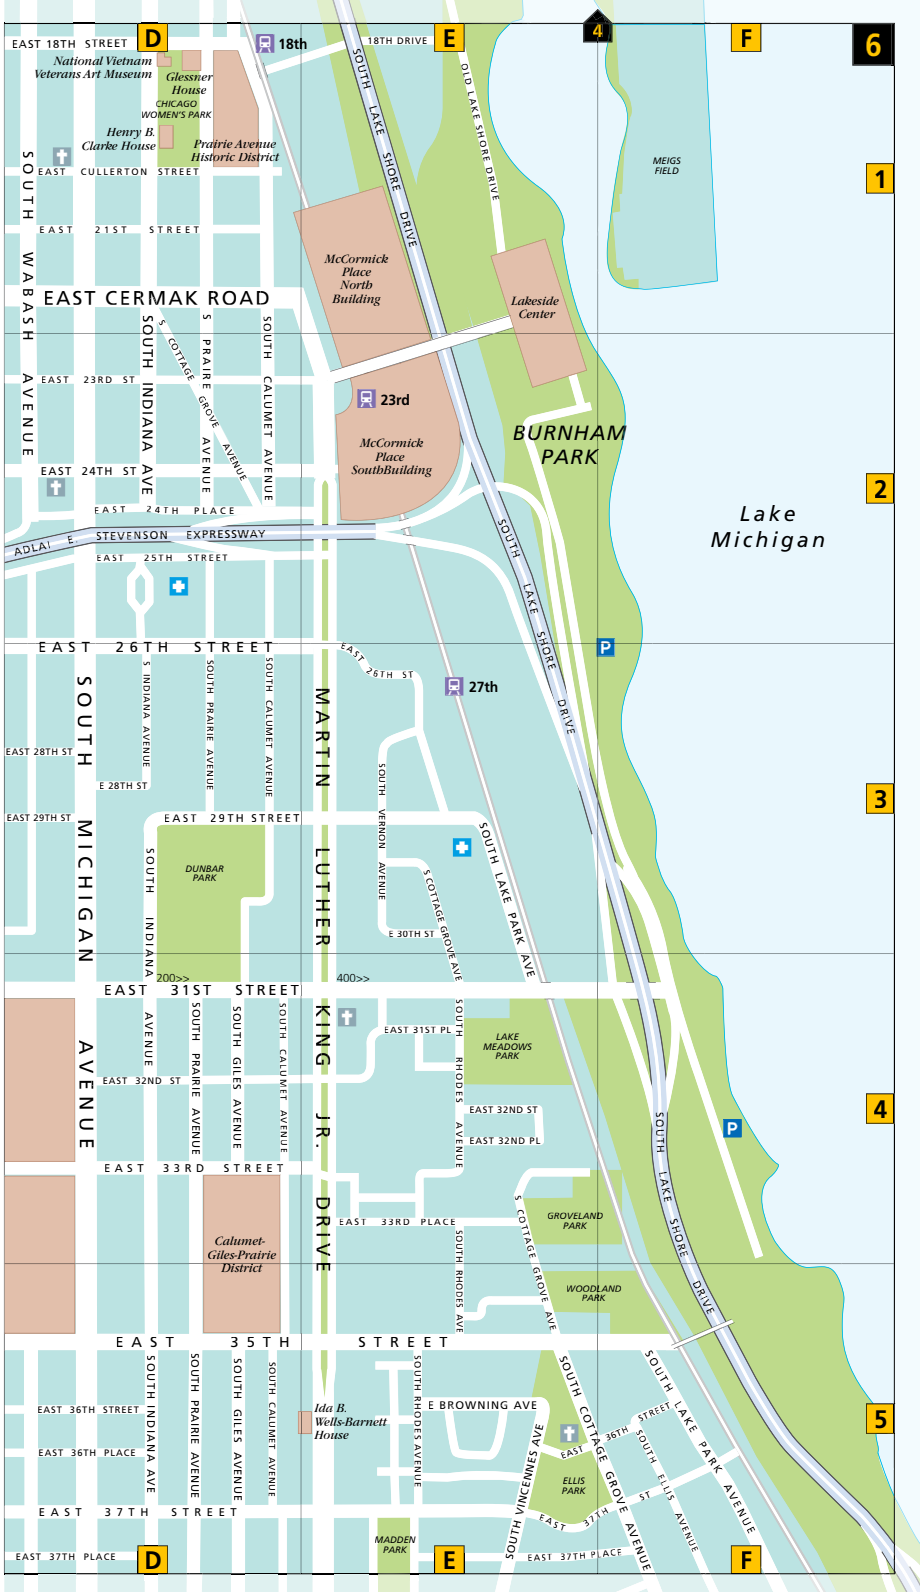 D
E
4
F
6
EAST 18TH STREET
18th
18TH DRIVE
National Vietnam
Veterans Art Museum
Glessner
House
CHICAGO
WOMEN'S PARK
Henry B.
Clarke House
Prairie Avenue
Historic District
SOUTH LAKE SHORE DRIVE
OLD LAKE SHORE DRIVE
MEIGS
FIELD
1
EAST CULLERTON STREET
SOUTH WABASH AVENUE
EAST 21ST STREET
McCormick
Place
North
Building
Lakeside
Center
EAST CERMAK ROAD
SOUTH INDIANA AVE
S COTTAGE GROVE AVENUE
S PRAIRE AVENUE
SOUTH CALUMET AVENUE
EAST 23RD ST
23rd
McCormick
Place
SouthBuilding
BURNHAM
PARK
EAST 24TH ST
2
EAST 24TH PLACE
Lake
Michigan
ADLAI E. STEVENSON EXPRESSWAY
EAST 25TH STREET
SOUTH LAKE SHORE DRIVE
EAST 26TH STREET
EAST 26TH ST
P
27th
S INDIANA AVENUE
SOUTH PRAIRIE AVENUE
SOUTH CALUMET AVENUE
SOUTH MICHIGAN AVENUE
MARTIN LUTHER KING JR. DRIVE
EAST 28TH ST
E 28TH ST
SOUTH VERNON AVENUE
3
EAST 29TH ST
EAST 29TH STREET
SOUTH LAKE PARK AVE
DUNBAR
PARK
SOUTH INDIANA AVENUE
S COTTAGE GROVE AVE
E 30TH ST
200>>
400>>
EAST 31ST STREET
SOUTH PRAIRIE AVENUE
SOUTH GILES AVENUE
SOUTH CALUMET AVENUE
EAST 31ST PL
SOUTH RHODES AVENUE
LAKE
MEADOWS
PARK
EAST 32ND ST
EAST 32ND ST
EAST 32ND PL
4
P
SOUTH LAKE SHORE DRIVE
EAST 33RD STREET
S COTTAGE GROVE AVE
EAST 33RD PLACE
GROVELAND
PARK
Calumet-
Giles-Prairie
District
SOUTH RHODES AVE
WOODLAND
PARK
EAST 35TH STREET
SOUTH INDIANA AVE
SOUTH PRAIRIE AVENUE
SOUTH GILES AVENUE
SOUTH CALUMET AVENUE
SOUTH RHODES AVENUE
SOUTH COTTAGE GROVE AVENUE
SOUTH LAKE PARK AVENUE
EAST 36TH STREET
Ida B.
Wells-Barnett
House
E BROWNING AVE
EAST 36TH STREET
5
EAST 36TH PLACE
SOUTH VINCENNES AVE
SOUTH ELLIS AVENUE
ELLIS
PARK
EAST 37TH STREET
EAST 37TH ST
MADDEN
PARK
EAST 37TH PLACE
EAST 37TH PLACE
D
E
F